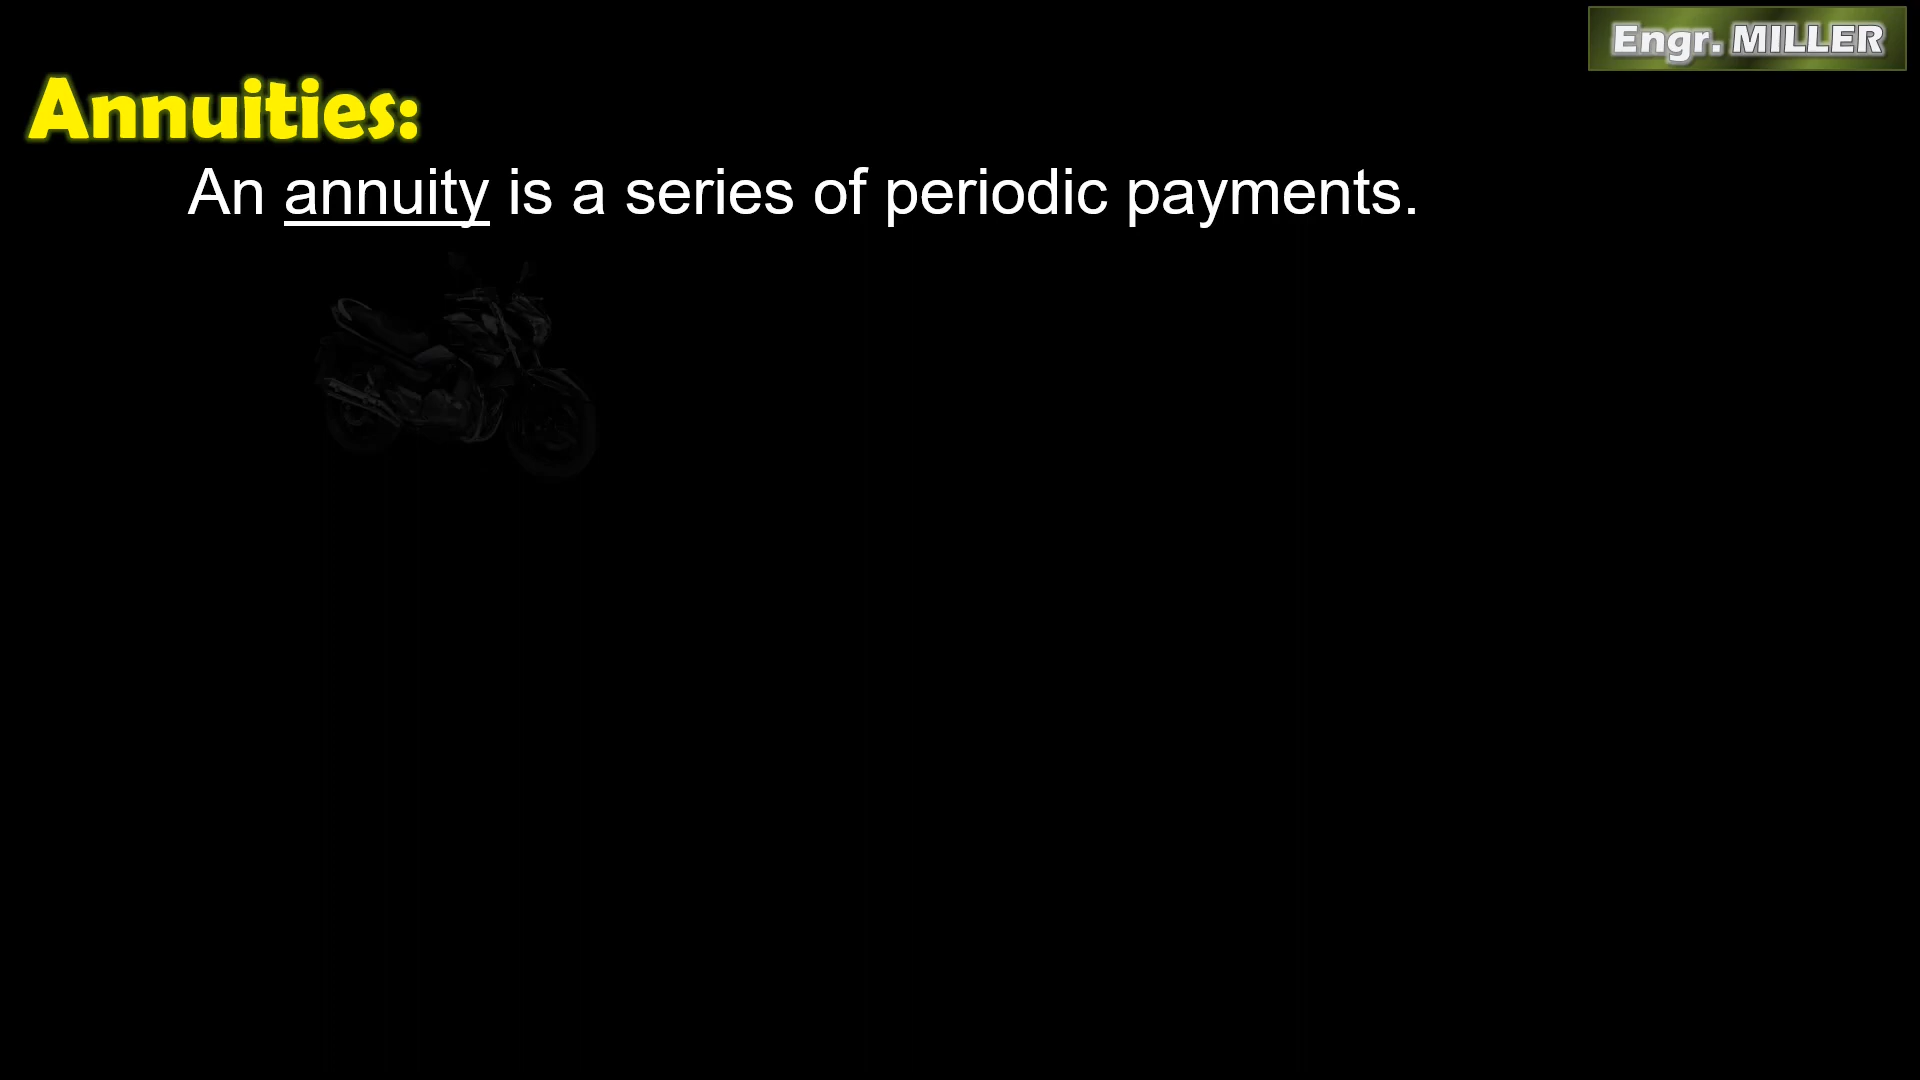 Engr. MILLER
Annuities:
An annuity is a series of periodic payments.